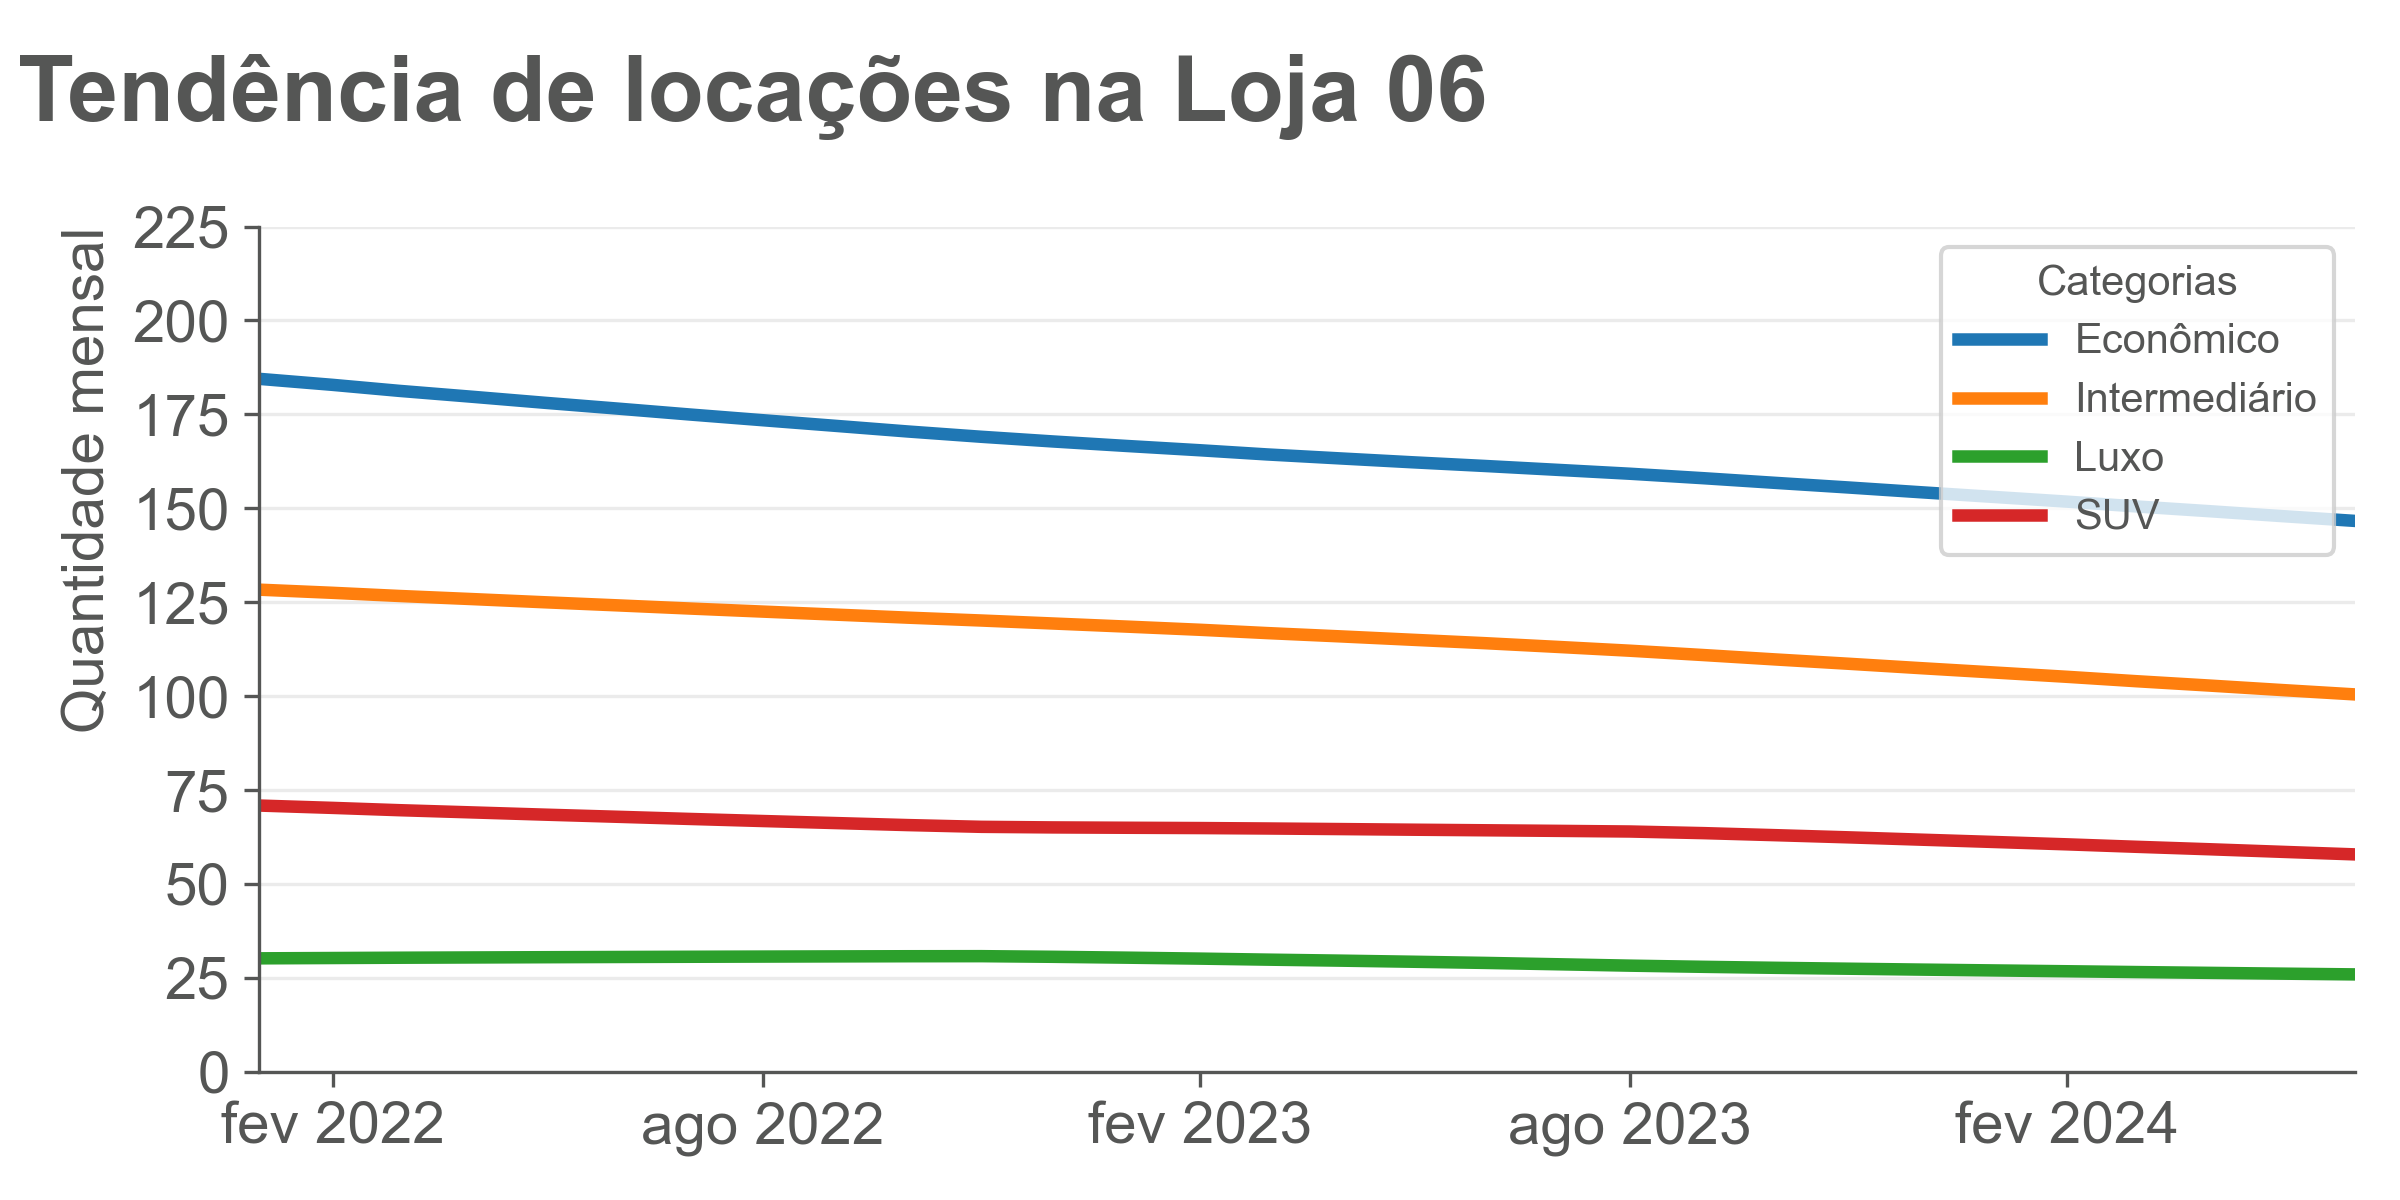 Tendência de locações na Loja 06
Quantidade mensal
225
200
175
150
125
100
75
50
25
0
fev 2022
ago 2022
fev 2023
ago 2023
fev 2024
Categorias
Econômico
Intermediário
Luxo
SUV